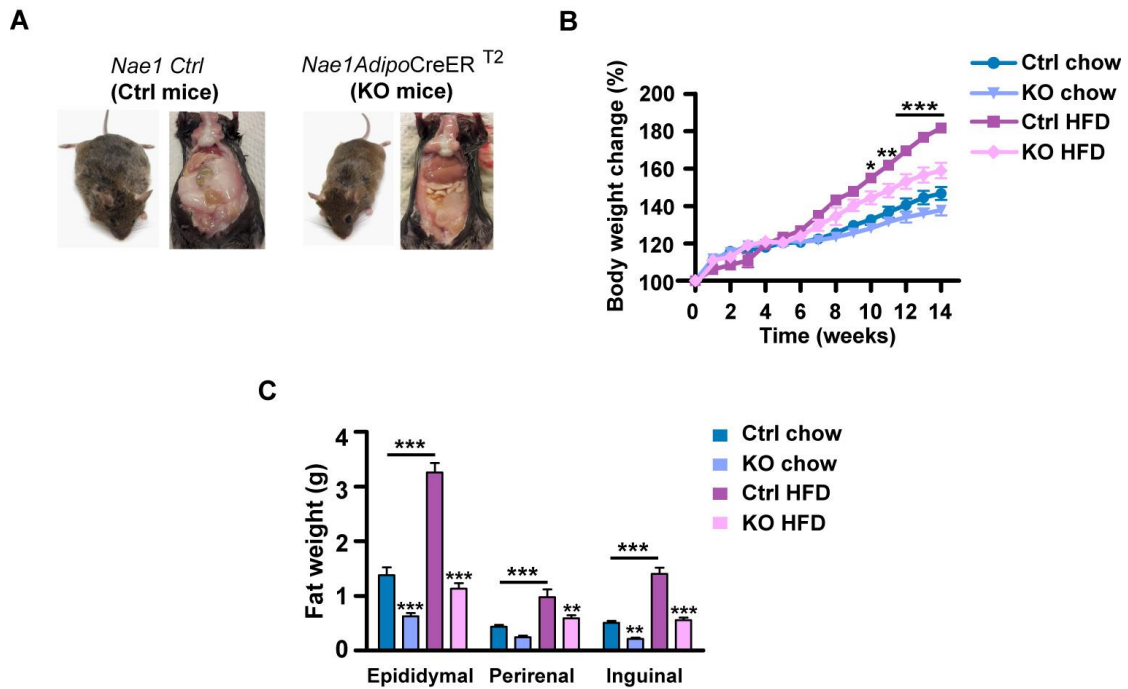 A
Nae1 Ctrl
(Ctrl mice)
Nae1AdipoCreER T2
(KO mice)
B
Body weight change (%)
200
180
160
140
120
100
0 2 4 6 8 10 12 14
Time (weeks)
* ** ***
Ctrl chow
KO chow
Ctrl HFD
KO HFD
C
Fat weight (g)
4
3
2
1
0
*** *** ***
*** *** ** ** ***
Epididymal Perirenal Inguinal
Ctrl chow
KO chow
Ctrl HFD
KO HFD